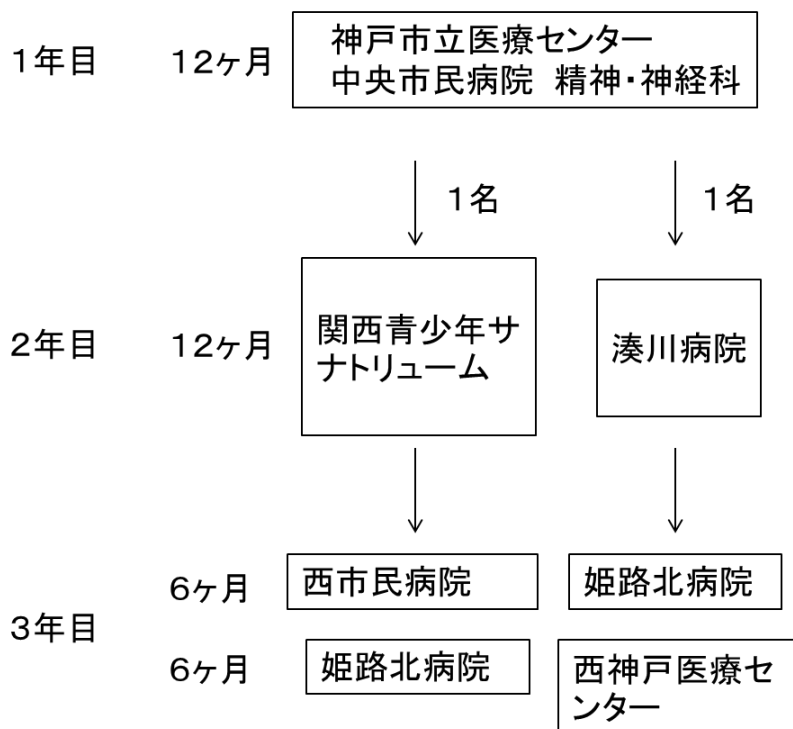 1年目 12ヶ月 神戸市立医療センター
中央市民病院 精神・神経科
1名 1名
2年目 12ヶ月 関西青少年サ
ナトリューム
湊川病院
6ヶ月 西市民病院 姫路北病院
3年目
6ヶ月 姫路北病院 西神戸医療セ
ンター